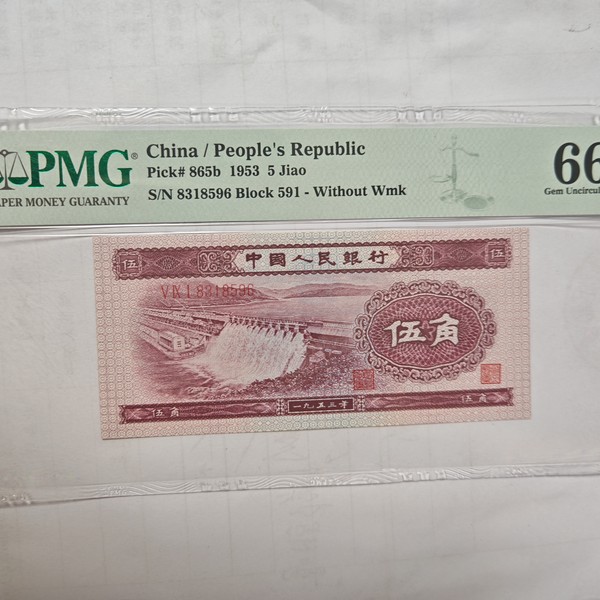 PMG
PAPER MONEY GUARANTY
China / People's Republic
Pick# 865b 1953 5 Jiao
S/N 8318596 Block 591 - Without Wmk
66
Gem Uncircul
伍
中國人民銀行
伍
V IX I 8318596
伍角
伍角
一九五三年
伍角